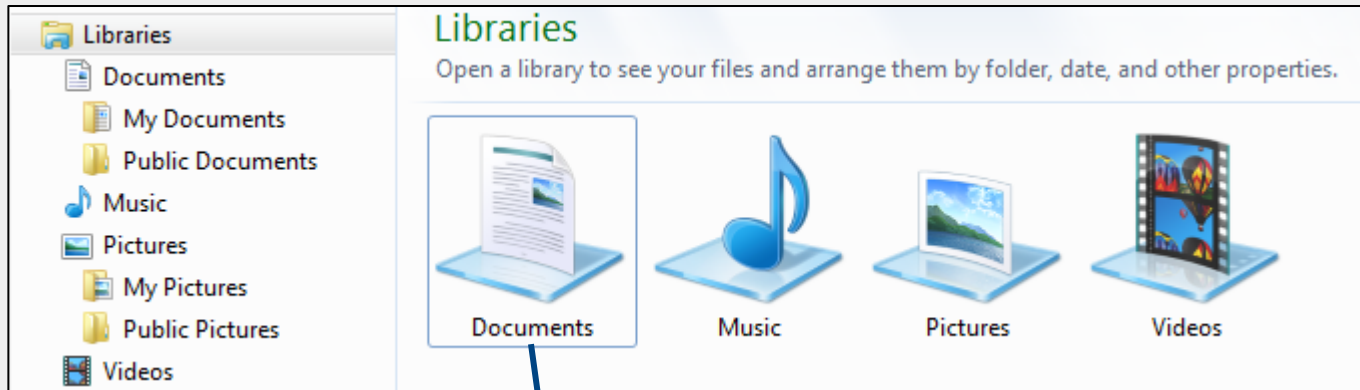 Libraries
Documents
My Documents
Public Documents
Music
Pictures
My Pictures
Public Pictures
Videos
Libraries
Open a library to see your files and arrange them by folder, date, and other properties.
Documents
Music
Pictures
Videos